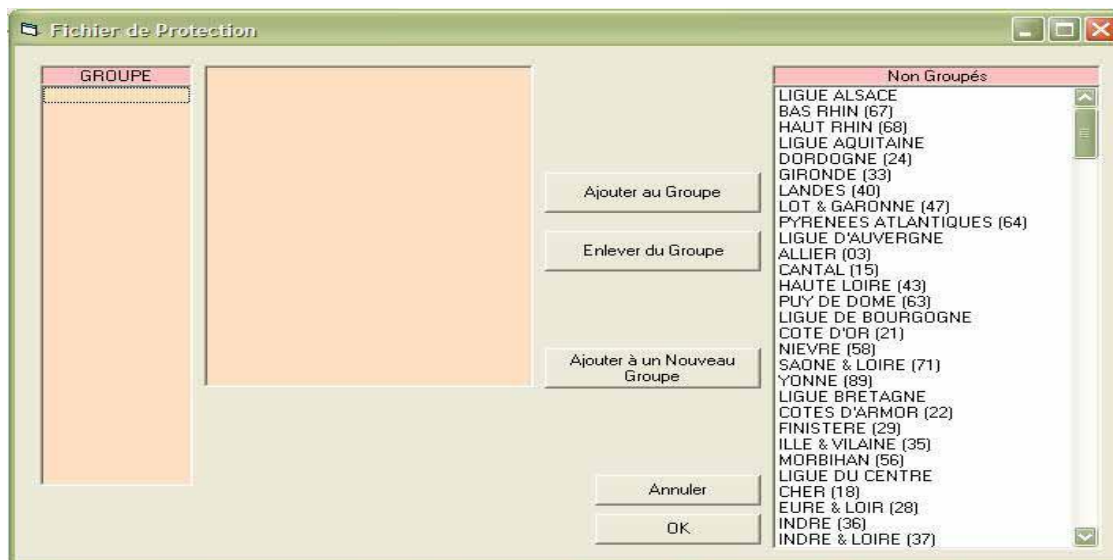 Fichier de Protection
GROUPE
Ajouter au Groupe
Enlever du Groupe
Ajouter à un Nouveau
Groupe
Annuler
OK
Non Groupés
LIGUE ALSACE
BAS RHIN (67)
HAUT RHIN (68)
LIGUE AQUITAINE
DORDOGNE (24)
GIRONDE (33)
LANDES (40)
LOT & GARONNE (47)
PYRENEES ATLANTIQUES (64)
LIGUE D'AUVERGNE
ALLIER (03)
CANTAL (15)
HAUTE LOIRE (43)
PUY DE DOME (63)
LIGUE DE BOURGOGNE
COTE D'OR (21)
NIEVRE (58)
SAONE & LOIRE (71)
YONNE (89)
LIGUE BRETAGNE
COTES D'ARMOR (22)
FINISTERE (29)
ILLE & VILAINE (35)
MORBIHAN (56)
LIGUE DU CENTRE
CHER (18)
EURE & LOIR (28)
INDRE (36)
INDRE & LOIRE (37)